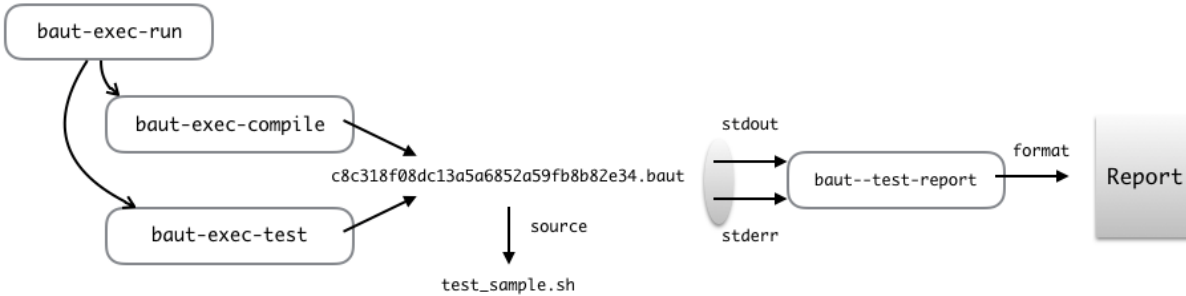 baut-exec-run
baut-exec-compile
stdout
format
c8c318f08dc13a5a6852a59fb8b82e34.baut
baut--test-report
Report
baut-exec-test
source
stderr
test_sample.sh